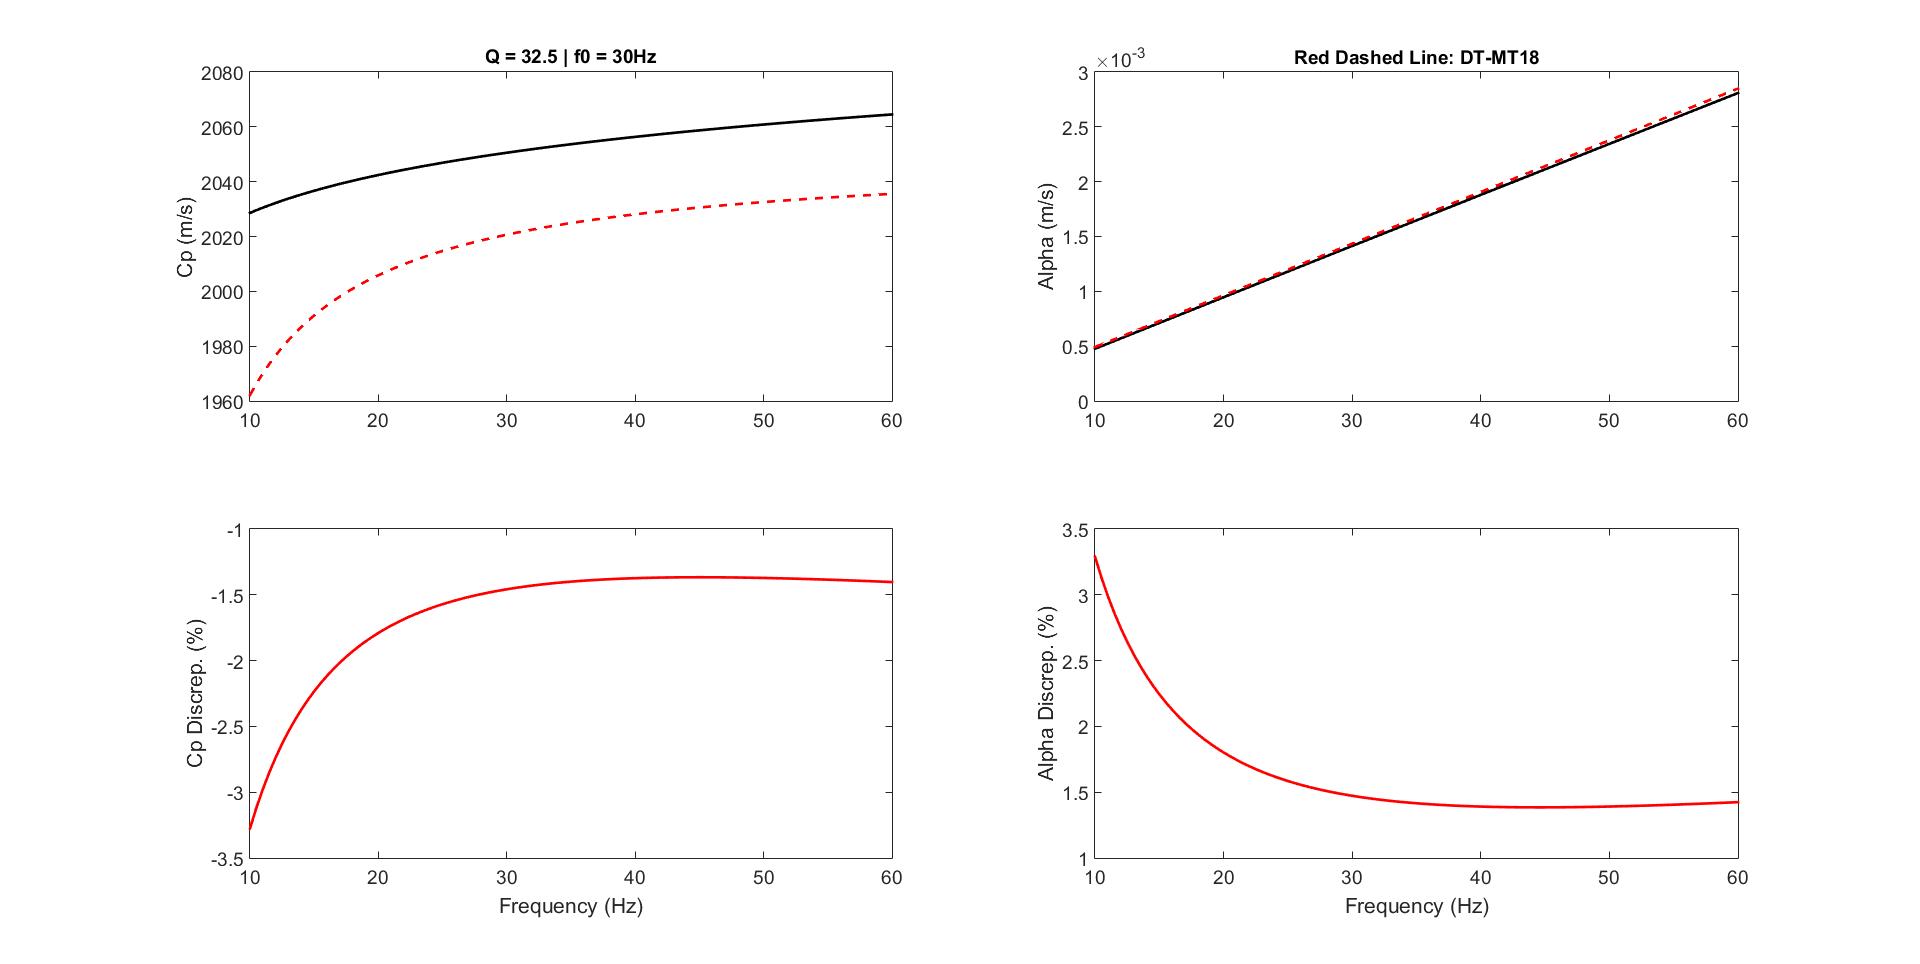 Q = 32.5 | f0 = 30Hz
2080
2060
2040
2020
2000
1980
1960
Cp (m/s)
10 20 30 40 50 60
Red Dashed Line: DT-MT18
×10-3
3
2.5
2
1.5
1
0.5
0
Alpha (m/s)
10 20 30 40 50 60
-1
-1.5
-2
-2.5
-3
-3.5
Cp Discrep. (%)
10 20 30 40 50 60
Frequency (Hz)
3.5
3
2.5
2
1.5
1
Alpha Discrep. (%)
10 20 30 40 50 60
Frequency (Hz)